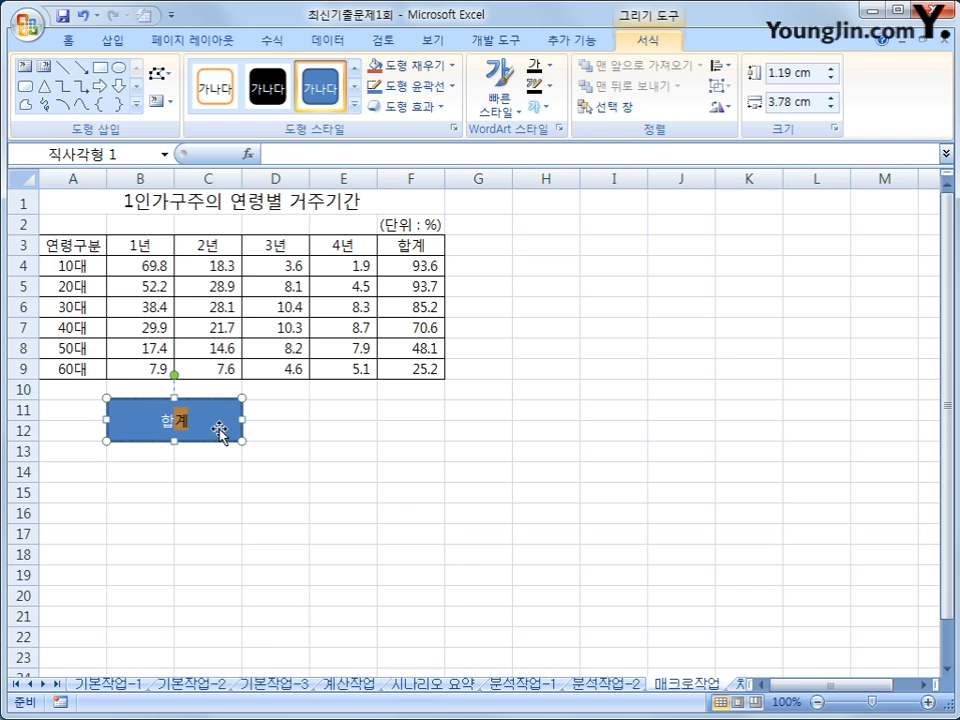 최신기출문제1회 - Microsoft Excel
그리기 도구
YoungJin.com Y.
홈 삽입 페이지 레이아웃 수식 데이터 검토 보기 개발 도구 추가 기능 서식
가나다 가나다 가나다
도형 채우기
도형 윤곽선
도형 효과
빠른 스타일
가
맨 앞으로 가져오기
맨 뒤로 보내기
선택 창
1.19 cm
3.78 cm
도형 삽입 도형 스타일 WordArt 스타일 정렬 크기
직사각형 1 fx
A B C D E F G H I J K L M
1 1인가구주의 연령별 거주기간
2 (단위 : %)
3 연령구분 1년 2년 3년 4년 합계
4 10대 69.8 18.3 3.6 1.9 93.6
5 20대 52.2 28.9 8.1 4.5 93.7
6 30대 38.4 28.1 10.4 8.3 85.2
7 40대 29.9 21.7 10.3 8.7 70.6
8 50대 17.4 14.6 8.2 7.9 48.1
9 60대 7.9 7.6 4.6 5.1 25.2
10
11
합계
12
13
14
15
16
17
18
19
20
21
22
23
기본작업-1 기본작업-2 기본작업-3 계산작업 시나리오 요약 분석작업-1 분석작업-2 매크로작업
준비 100%